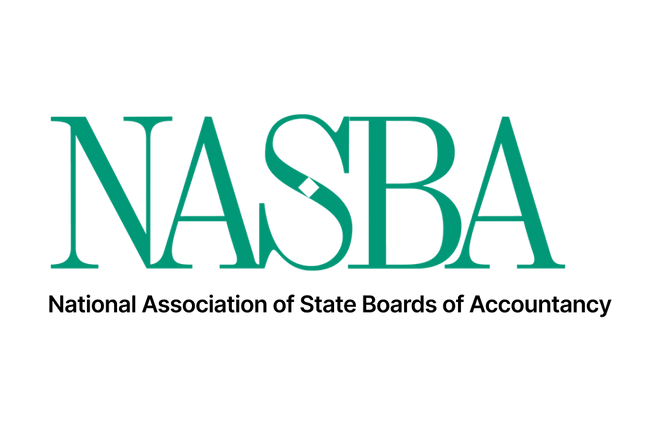 NASBA
National Association of State Boards of Accountancy